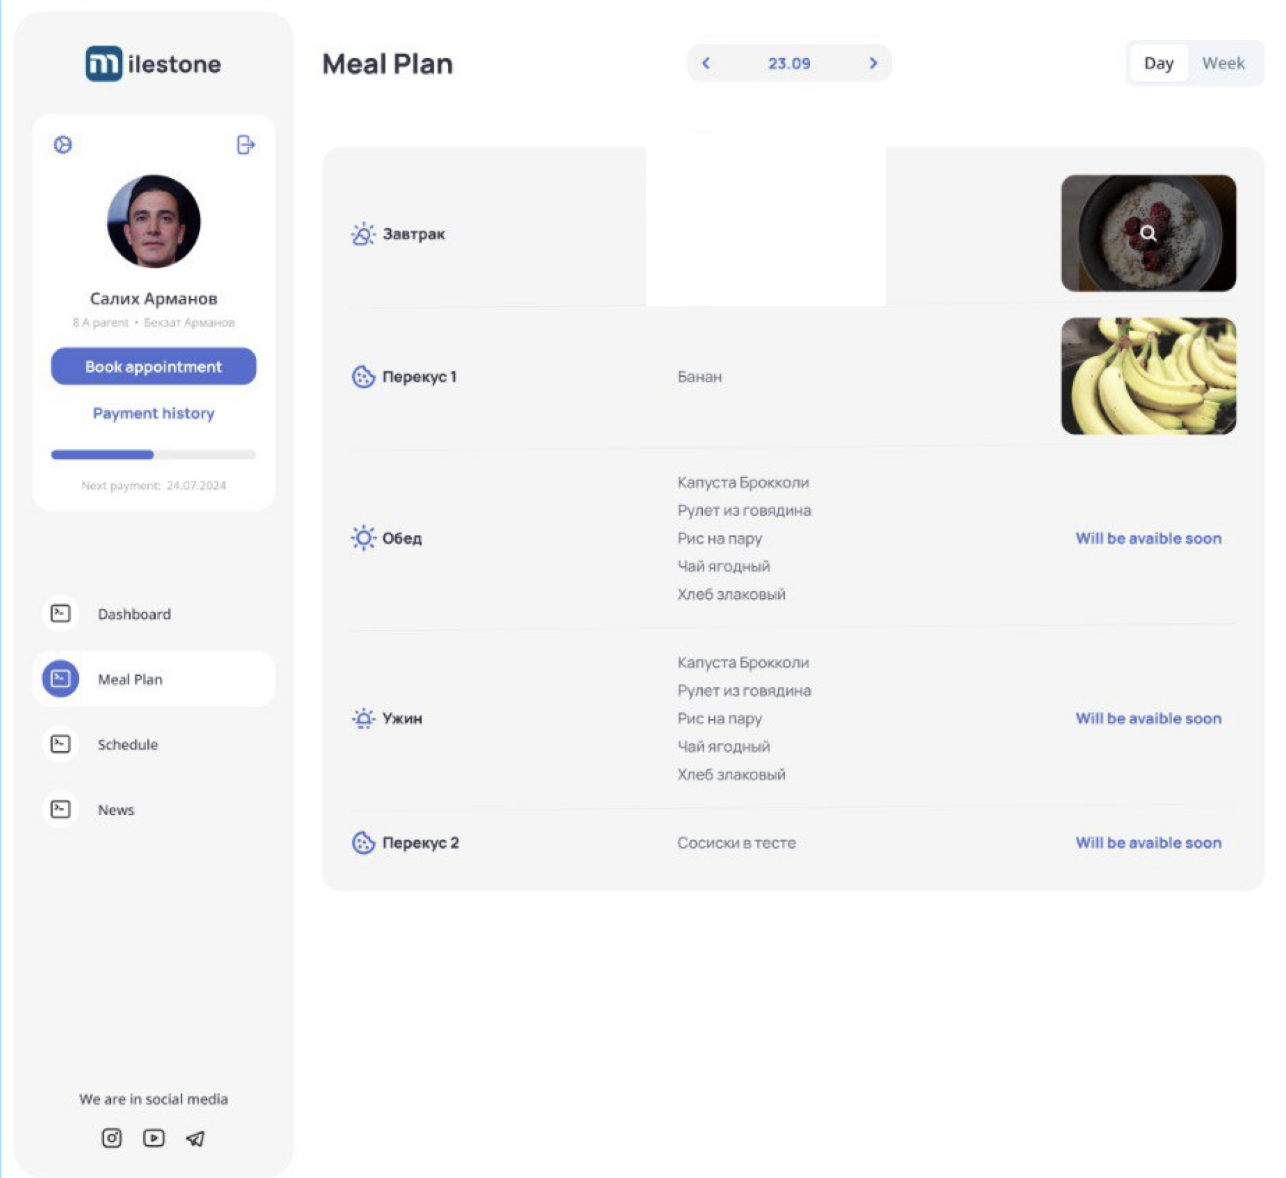 milestone
Meal Plan
23.09
Day
Week
Салих Арманов
8 A parent • Бекзат Арманов
Book appointment
Payment history
Next payment: 24.07.2024
Dashboard
Meal Plan
Schedule
News
We are in social media
Завтрак
Перекус 1
Банан
Обед
Капуста Брокколи
Рулет из говядина
Рис на пару
Чай ягодный
Хлеб злаковый
Will be avaible soon
Ужин
Капуста Брокколи
Рулет из говядина
Рис на пару
Чай ягодный
Хлеб злаковый
Will be avaible soon
Перекус 2
Сосиски в тесте
Will be avaible soon